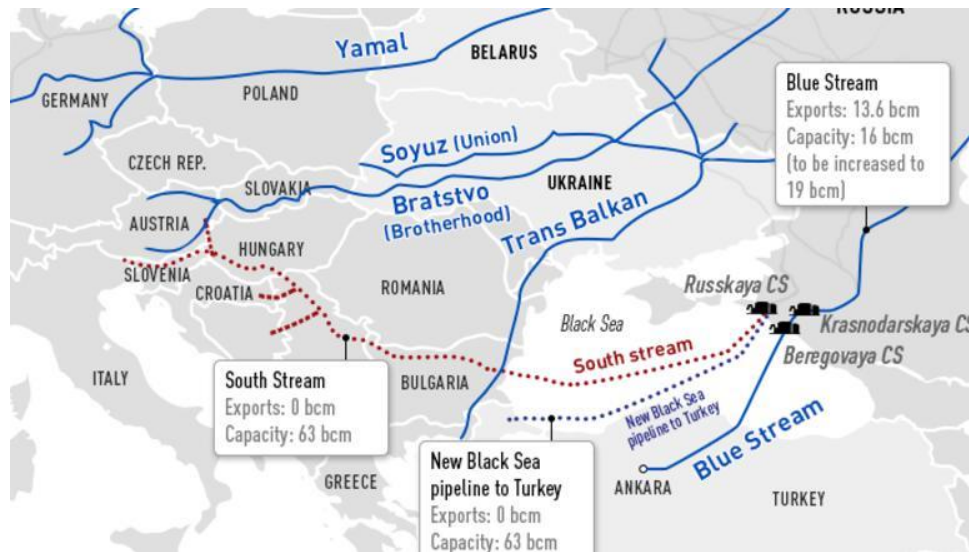 RUSSIA
Yamal
BELARUS
GERMANY
POLAND
Blue Stream
Exports: 13.6 bcm
Capacity: 16 bcm
(to be increased to
19 bcm)
CZECH REP.
Soyuz (Union)
SLOVAKIA
UKRAINE
Bratstvo
(Brotherhood)
Trans Balkan
AUSTRIA
HUNGARY
SLOVENIA
CROATIA
ROMANIA
Russkaya CS
Black Sea
Krasnodarskaya CS
Beregovaya CS
South stream
ITALY
South Stream
Exports: 0 bcm
Capacity: 63 bcm
BULGARIA
New Black Sea
pipeline to Turkey
Blue Stream
New Black Sea
pipeline to Turkey
Exports: 0 bcm
Capacity: 63 bcm
GREECE
ANKARA
TURKEY